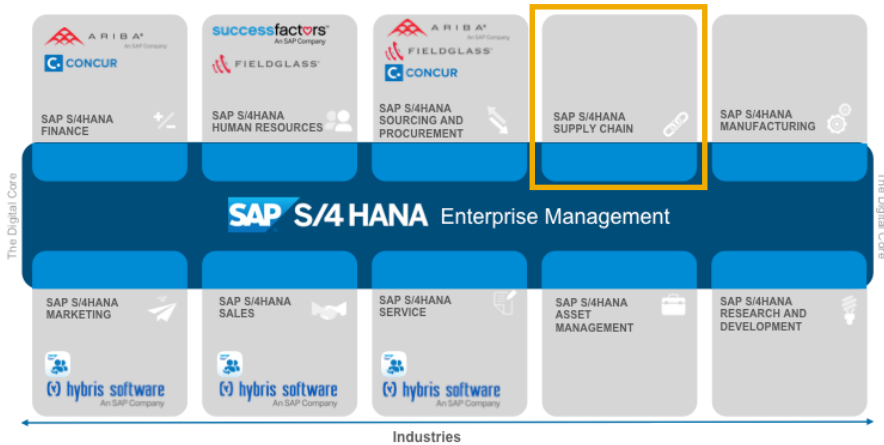 ARIBA®
An SAP Company
C. CONCUR
SAP S/4HANA
FINANCE
successfactors™
An SAP Company
FIELDGLASS®
SAP S/4HANA
HUMAN RESOURCES
ARIBA®
An SAP Company
FIELDGLASS®
C. CONCUR
SAP S/4HANA
SOURCING AND
PROCUREMENT
SAP S/4HANA
SUPPLY CHAIN
SAP S/4HANA
MANUFACTURING
The Digital Core
SAP S/4 HANA Enterprise Management
The Digital Core
SAP S/4HANA
MARKETING
(y) hybris software
An SAP Company
SAP S/4HANA
SALES
(y) hybris software
An SAP Company
SAP S/4HANA
SERVICE
(y) hybris software
An SAP Company
SAP S/4HANA
ASSET
MANAGEMENT
SAP S/4HANA
RESEARCH AND
DEVELOPMENT
Industries